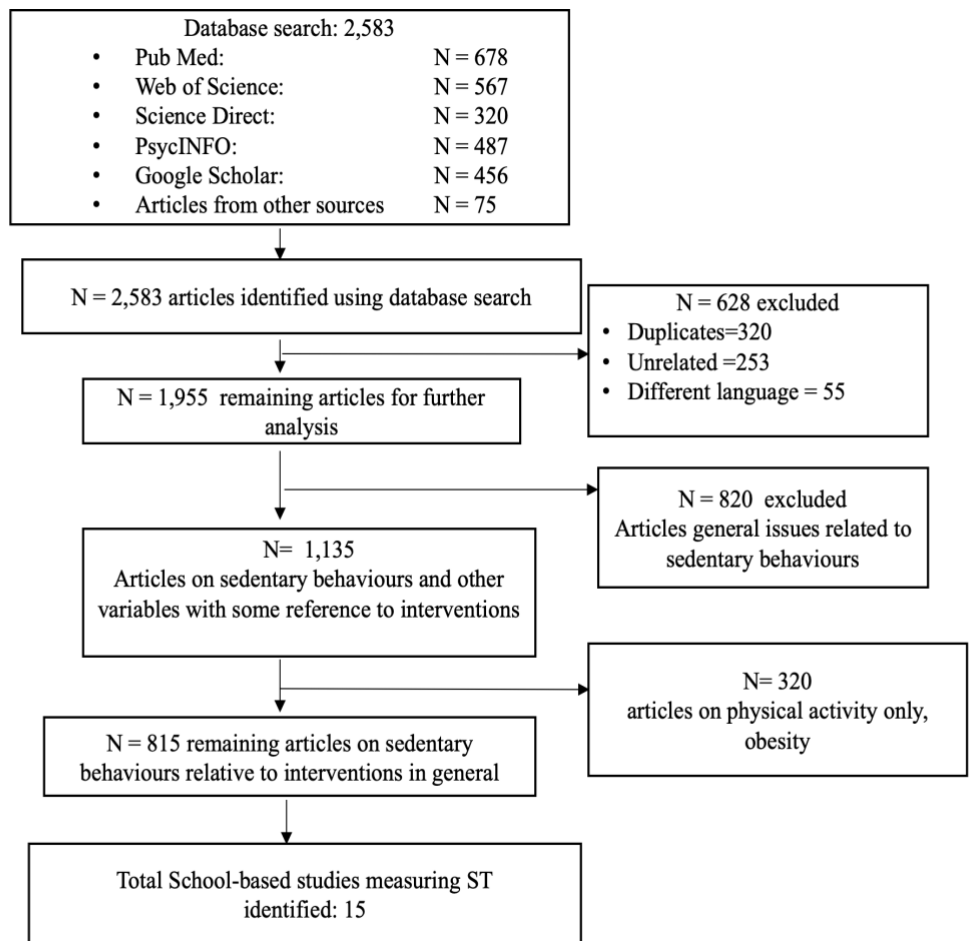 Database search: 2,583
• Pub Med: N = 678
• Web of Science: N = 567
• Science Direct: N = 320
• PsycINFO: N = 487
• Google Scholar: N = 456
• Articles from other sources N = 75
N = 2,583 articles identified using database search
N = 628 excluded
• Duplicates=320
• Unrelated =253
• Different language = 55
N = 1,955 remaining articles for further
analysis
N = 820 excluded
Articles general issues related to
sedentary behaviours
N= 1,135
Articles on sedentary behaviours and other
variables with some reference to interventions
N= 320
articles on physical activity only,
obesity
N = 815 remaining articles on sedentary
behaviours relative to interventions in general
Total School-based studies measuring ST
identified: 15